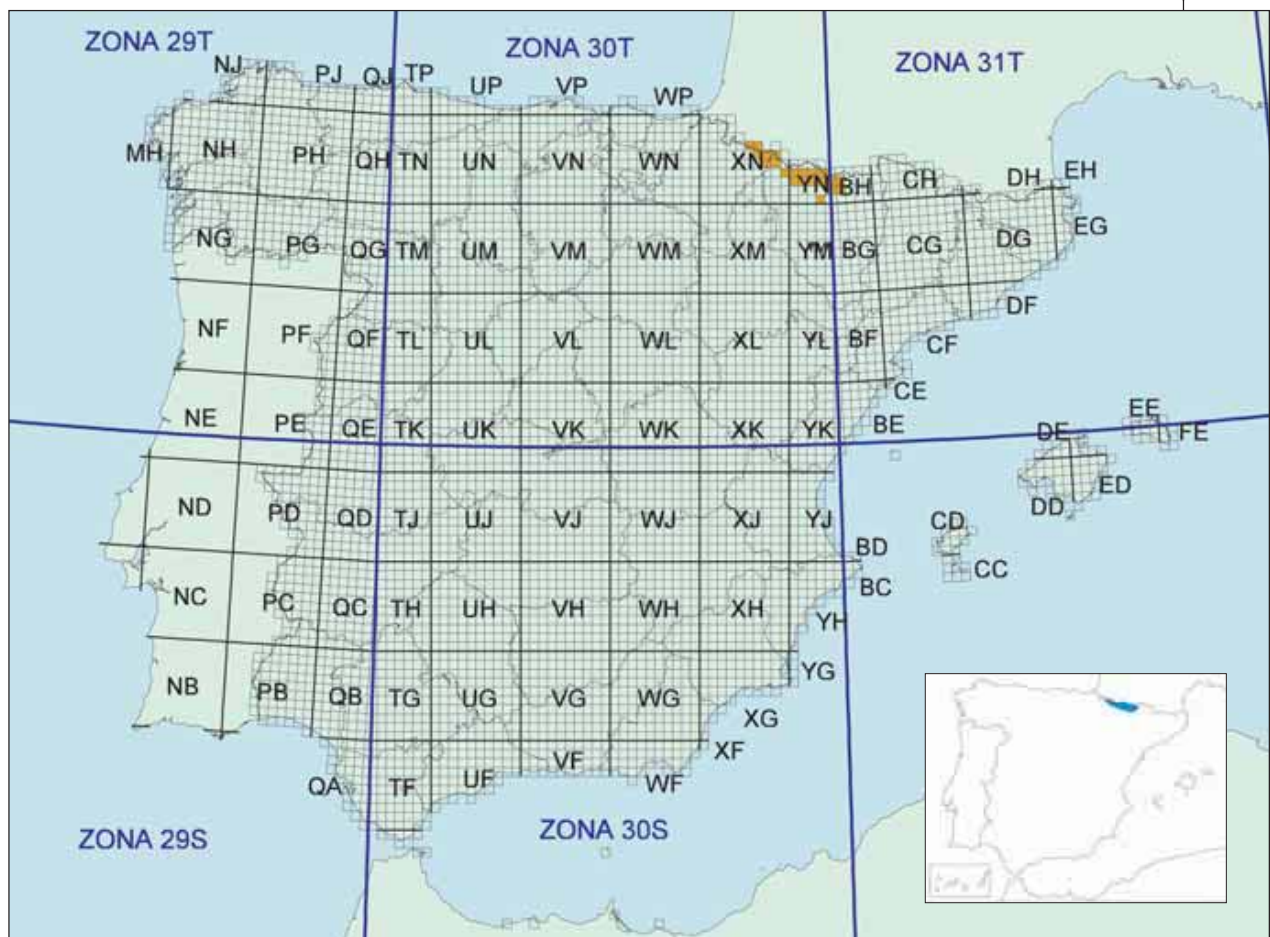 ZONA 29T ZONA 30T ZONA 31T
NJ PJ QJ TP UP VP WP
MH NH PH QH TN UN VN WN XN YN BH CH DH EH
NG PG QG TM UM VM WM XM YM BG CG DG EG
NF PF QF TL UL VL WL XL YL BF CF DF
NE PE QE TK UK VK WK XK YK BE CE DE EE FE
ND PD QD TJ UJ VJ WJ XJ YJ BD CD DD ED
NC PC QC TH UH VH WH XH YH BC CC
NB PB QB TG UG VG WG XG YG
QA TF UF VF WF XF
ZONA 29S ZONA 30S